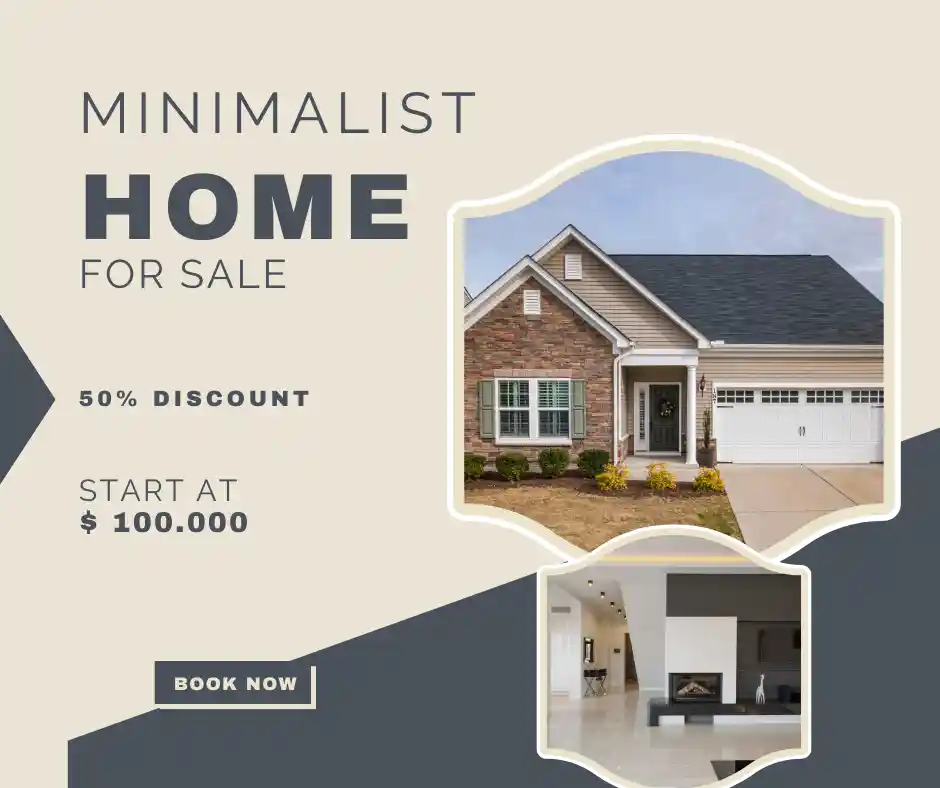 MINIMALIST
HOME
FOR SALE
50% DISCOUNT
START AT
$ 100.000
BOOK NOW